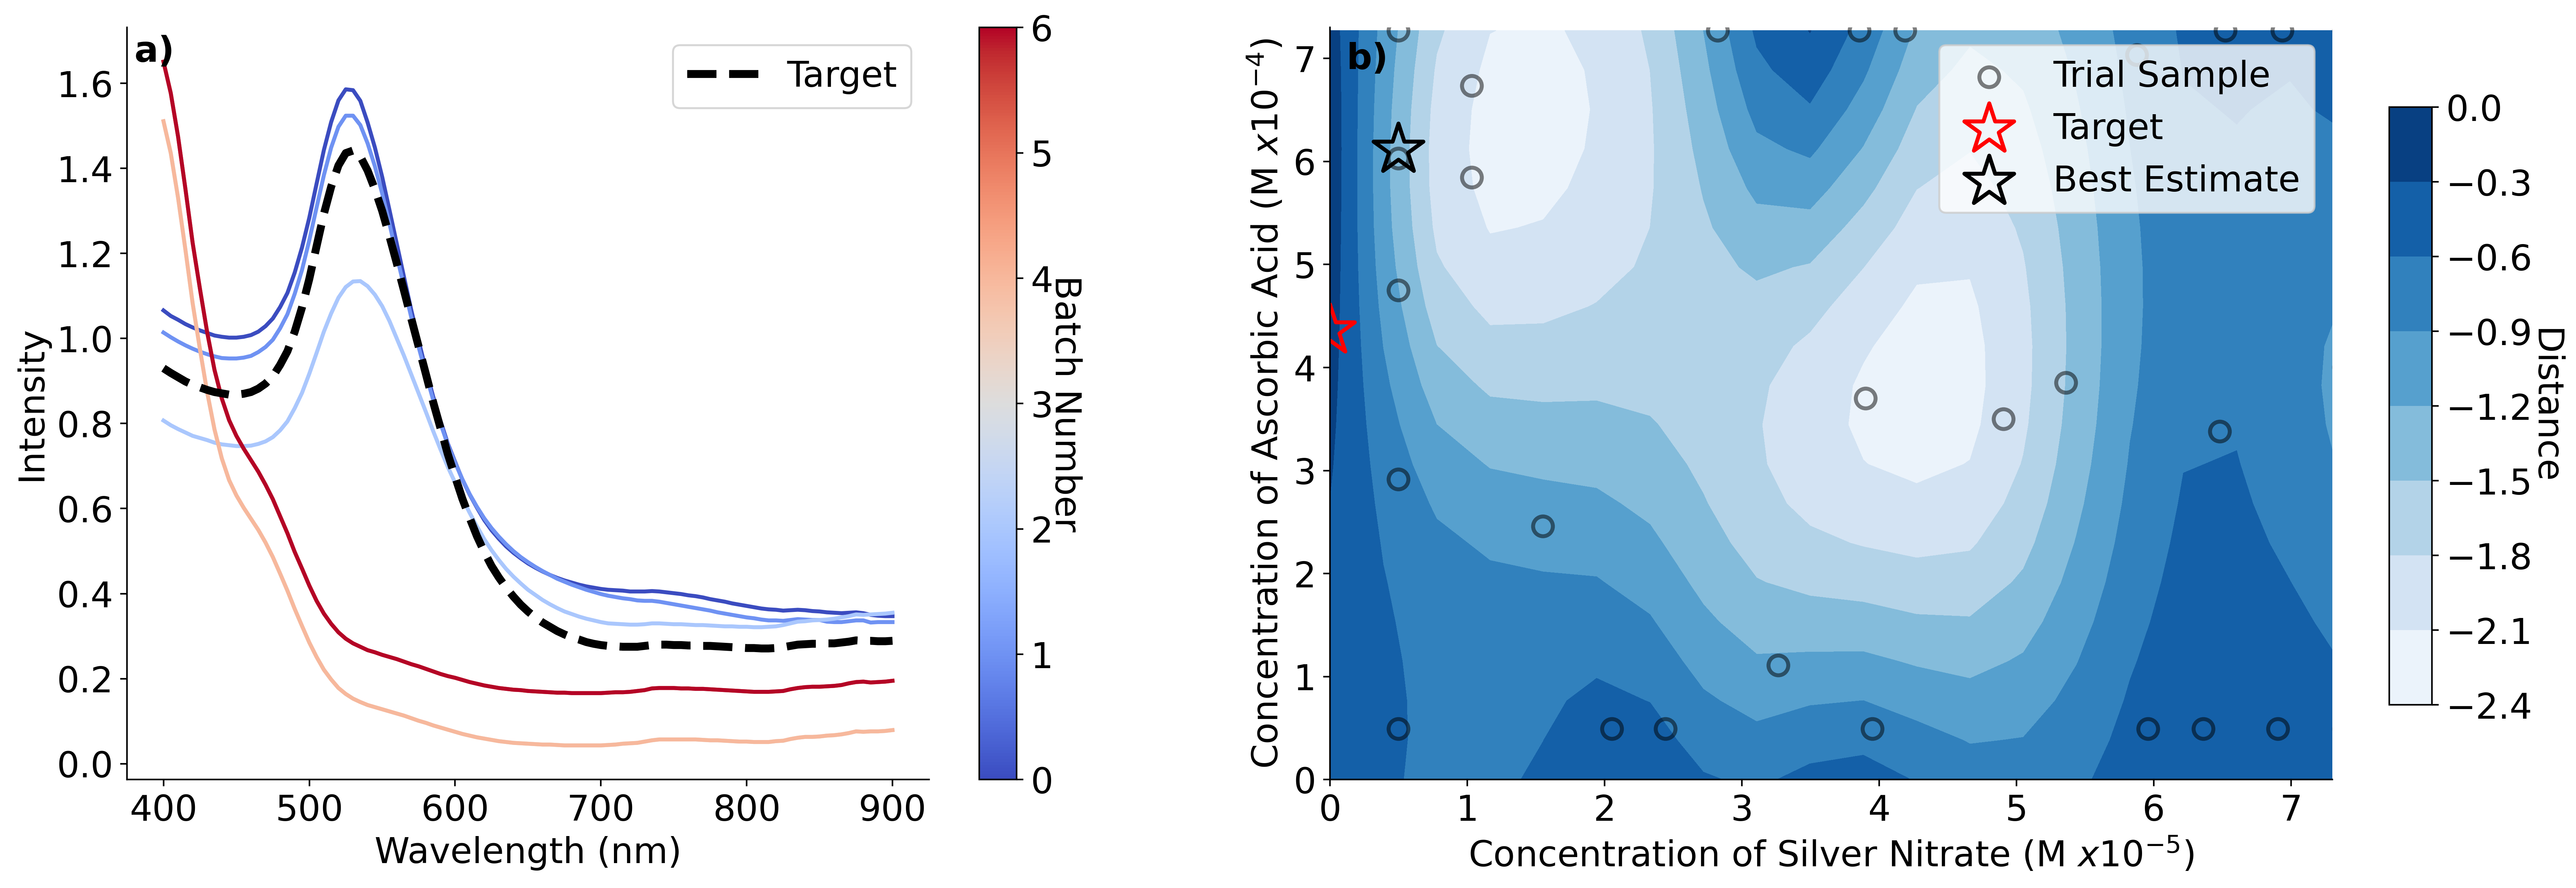 a)
Target
1.6
1.4
1.2
1.0
0.8
0.6
0.4
0.2
0.0
Intensity
400 500 600 700 800 900
Wavelength (nm)
6
5
4
3
2
1
0
Batch Number
b)
Trial Sample
Target
Best Estimate
7
6
5
4
3
2
1
0
Concentration of Ascorbic Acid (M x10⁻⁴)
0 1 2 3 4 5 6 7
Concentration of Silver Nitrate (M x10⁻⁵)
0.0
−0.3
−0.6
−0.9
−1.2
−1.5
−1.8
−2.1
−2.4
Distance